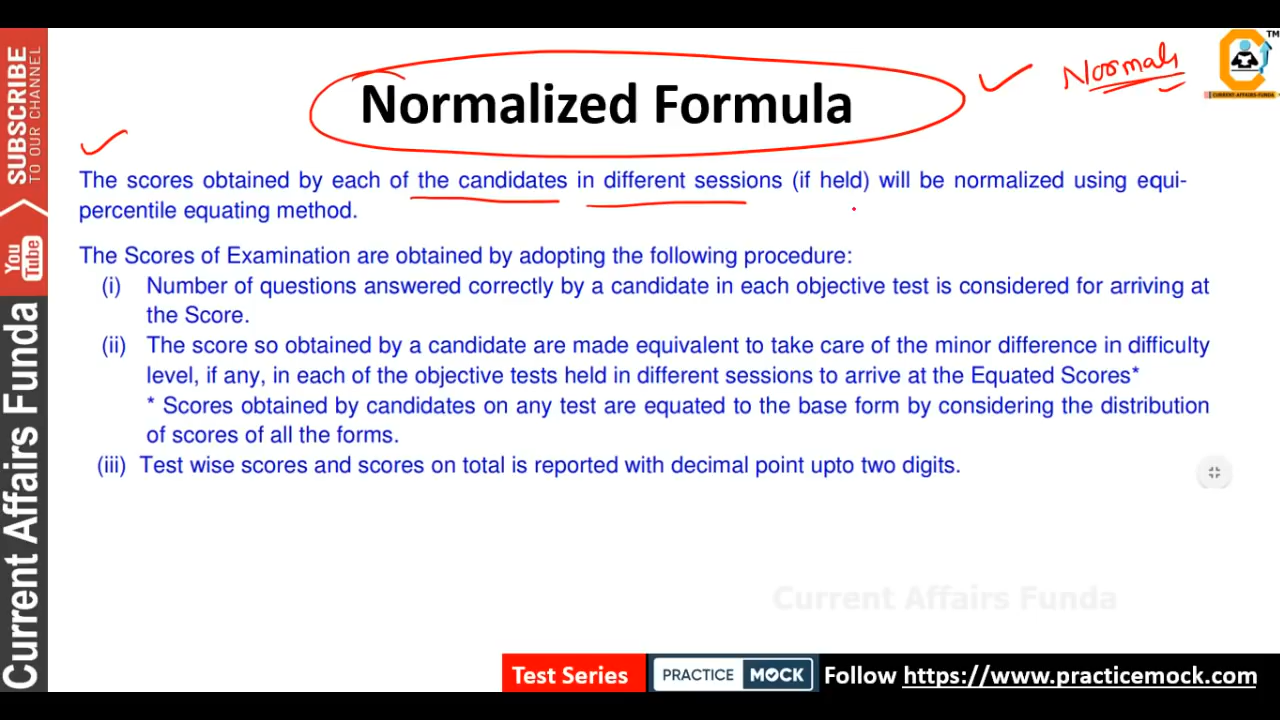 SUBSCRIBE
TO OUR CHANNEL
You
Tube
Current Affairs Funda
Normalized Formula
TM
CURRENT-AFFAIRS-FUNDA
The scores obtained by each of the candidates in different sessions (if held) will be normalized using equi-
percentile equating method.
The Scores of Examination are obtained by adopting the following procedure:
(i) Number of questions answered correctly by a candidate in each objective test is considered for arriving at
the Score.
(ii) The score so obtained by a candidate are made equivalent to take care of the minor difference in difficulty
level, if any, in each of the objective tests held in different sessions to arrive at the Equated Scores*
* Scores obtained by candidates on any test are equated to the base form by considering the distribution
of scores of all the forms.
(iii) Test wise scores and scores on total is reported with decimal point upto two digits.
Current Affairs Funda
Test Series PRACTICE MOCK Follow https://www.practicemock.com